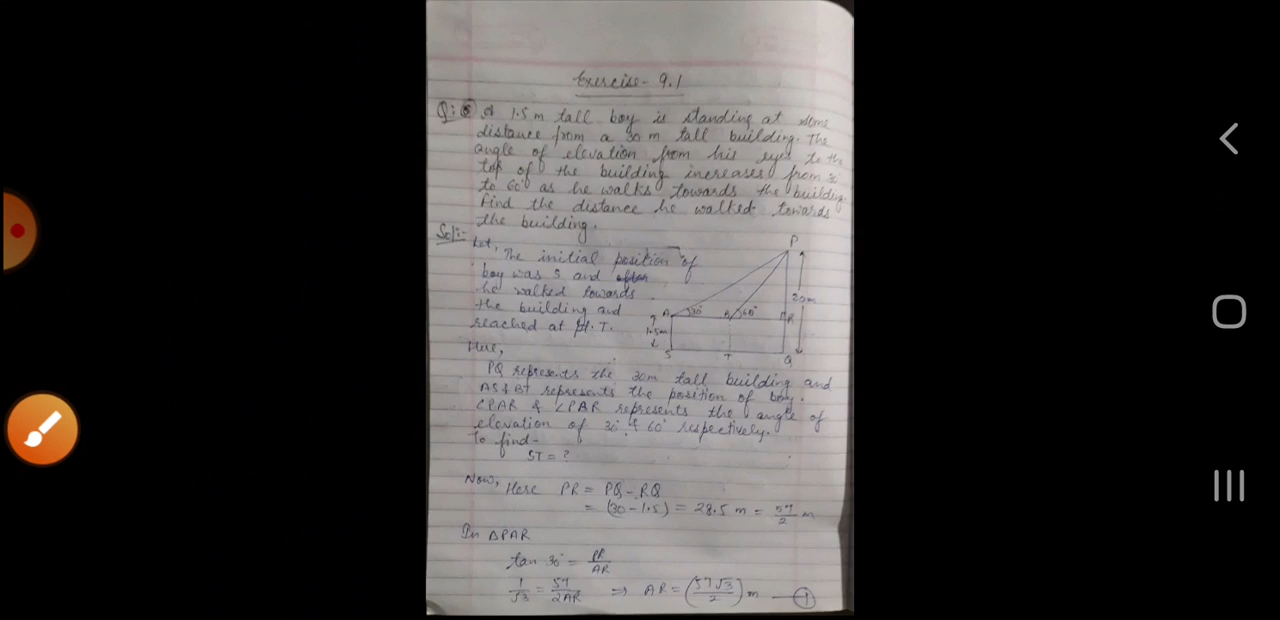 Exercise - 9.1
Q:⑥ A 1.5 m tall boy is standing at some
distance from a 30 m tall building. The
angle of elevation from his eyes to the
top of the building increases from 30
to 60° as he walks towards the building.
Find the distance he walked towards
the building.
Sol:-
Let, The initial position of
boy was S and
he walked towards
the building and
reached at pt. T.
P
20m
A 30° B 60° R
1.5m
S T Q
Here,
PQ represents the 30m tall building and
AS & BT represents the position of boy.
∠PAR & ∠PBR represents the angle of
elevation of 30° & 60° respectively.
To find -
ST = ?
Now, Here PR = PQ - RQ
= (30 - 1.5) = 28.5 m = 57/2 m
In ΔPAR
tan 30° = PR/AR
1/√3 = 57/2AR ⇒ AR = (57√3/2) m — ①